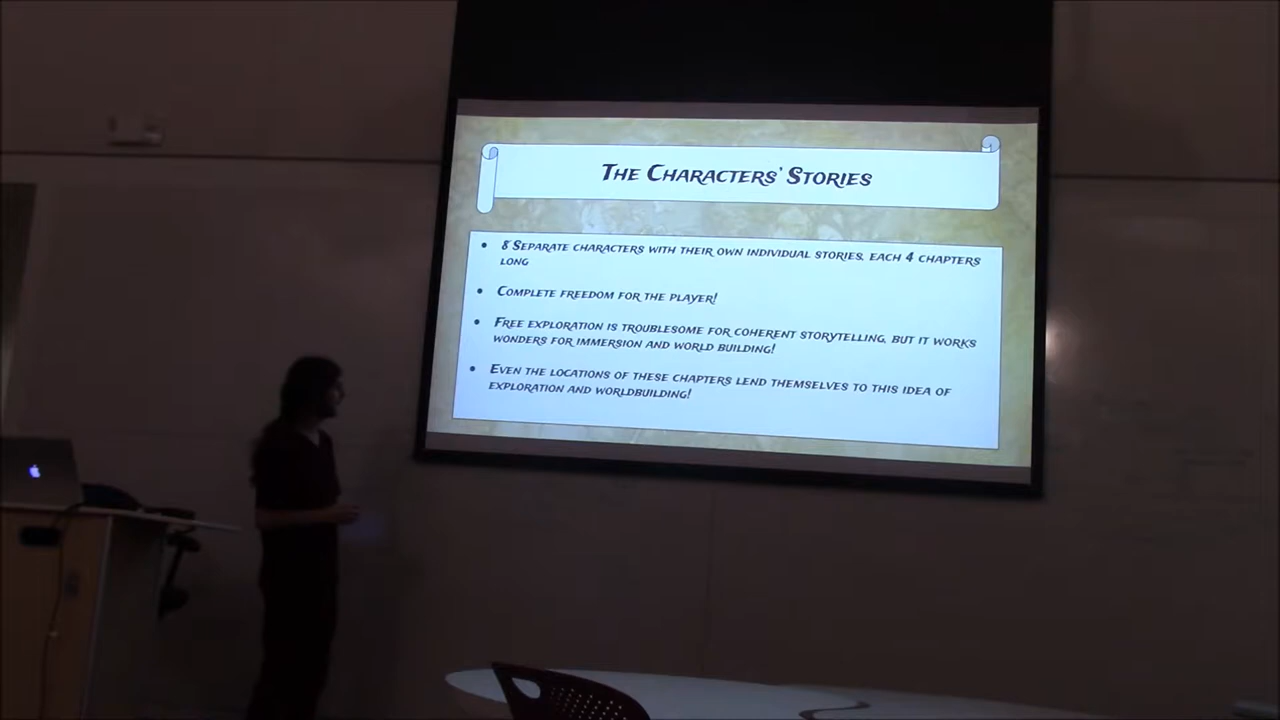 The Characters' Stories
8 Separate characters with their own individual stories, each 4 chapters
long
Complete freedom for the player!
Free exploration is troublesome for coherent storytelling, but it works
wonders for immersion and world building!
Even the locations of these chapters lend themselves to this idea of
exploration and worldbuilding!